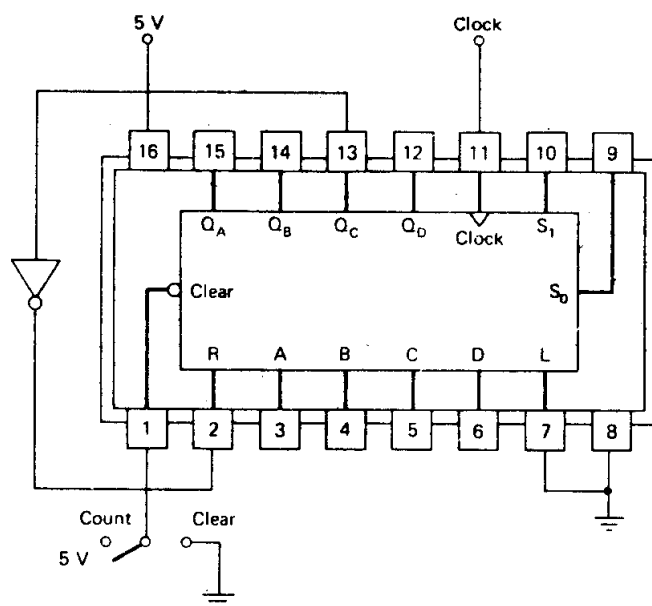 5 V
Clock
16 15 14 13 12 11 10 9
Q_A Q_B Q_C Q_D Clock S_1
Clear S_0
R A B C D L
1 2 3 4 5 6 7 8
Count Clear
5 V